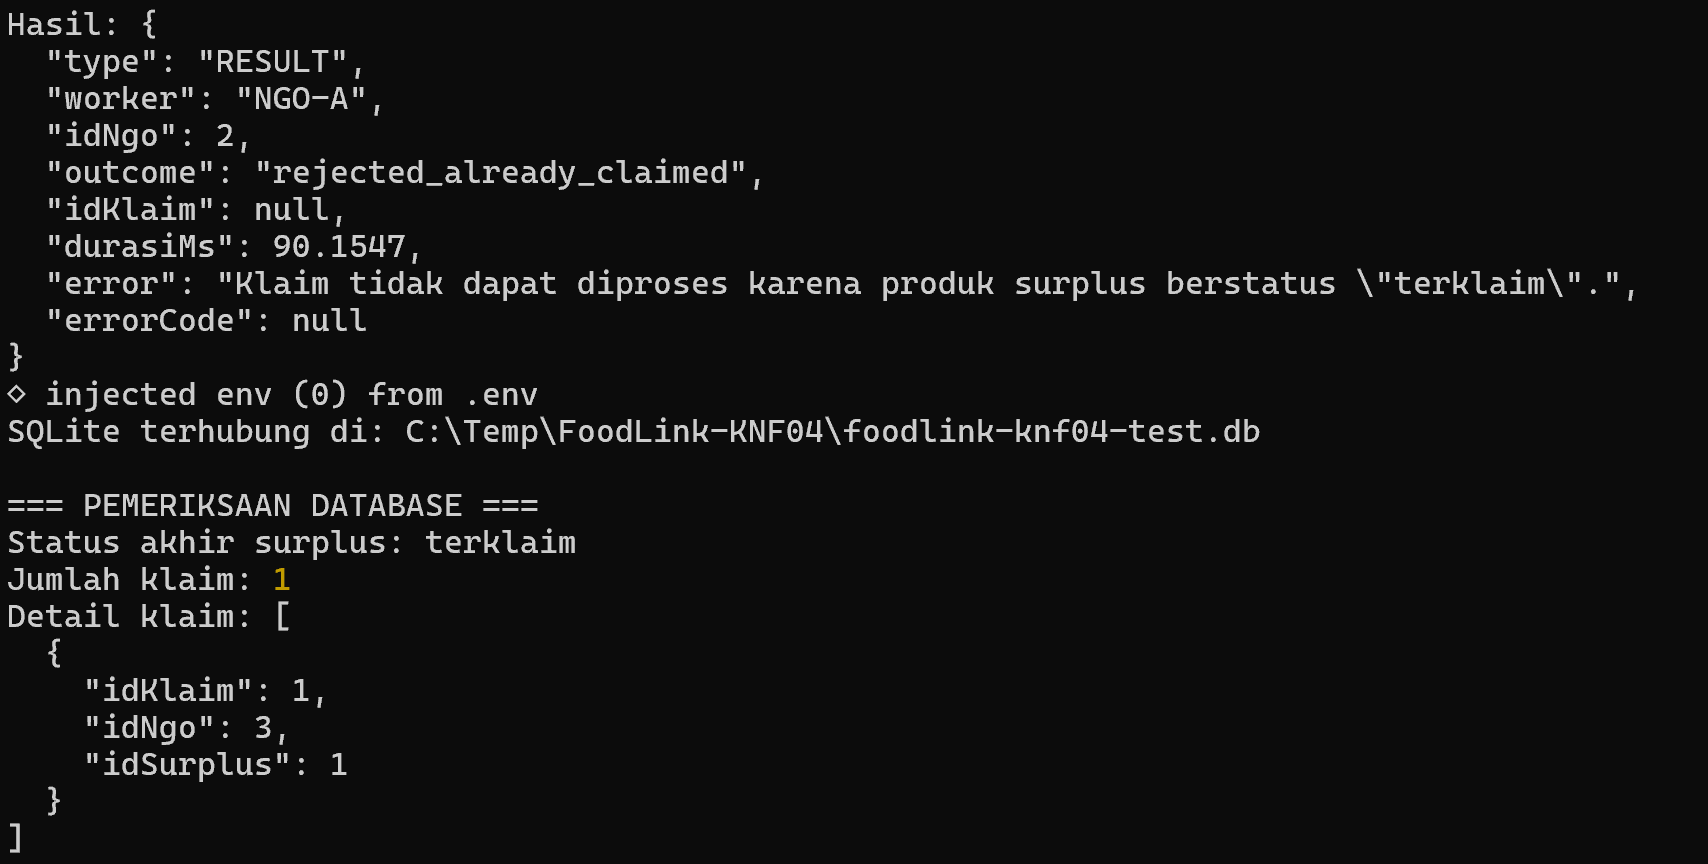 Hasil: {
  "type": "RESULT",
  "worker": "NGO-A",
  "idNgo": 2,
  "outcome": "rejected_already_claimed",
  "idKlaim": null,
  "durasiMs": 90.1547,
  "error": "Klaim tidak dapat diproses karena produk surplus berstatus \"terklaim\".",
  "errorCode": null
}
◇ injected env (0) from .env
SQLite terhubung di: C:\Temp\FoodLink-KNF04\foodlink-knf04-test.db

=== PEMERIKSAAN DATABASE ===
Status akhir surplus: terklaim
Jumlah klaim: 1
Detail klaim: [
  {
    "idKlaim": 1,
    "idNgo": 3,
    "idSurplus": 1
  }
]